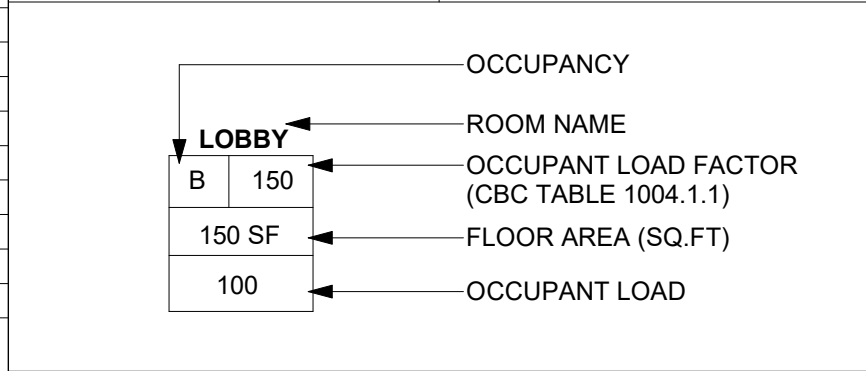 OCCUPANCY
ROOM NAME
LOBBY
OCCUPANT LOAD FACTOR
(CBC TABLE 1004.1.1)
B 150
150 SF
FLOOR AREA (SQ.FT)
100
OCCUPANT LOAD